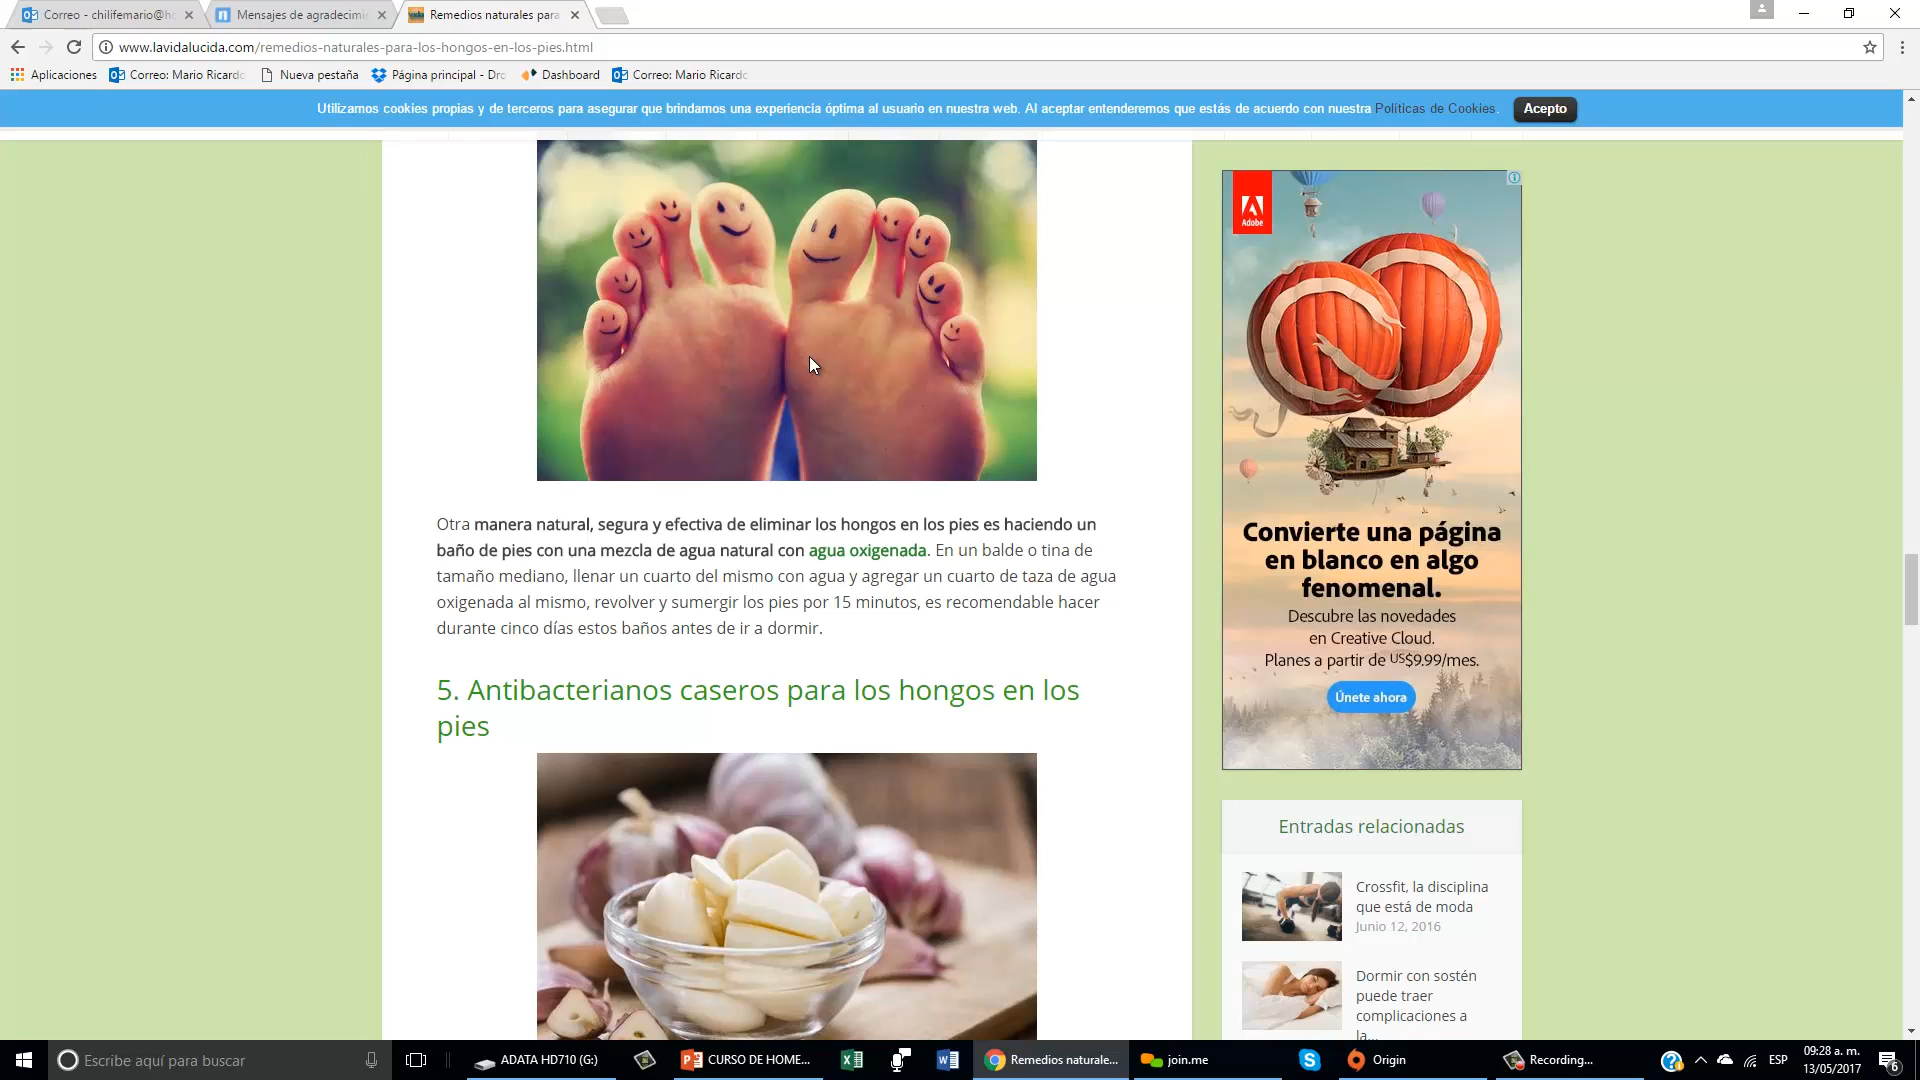 Correo - chilifemario@h
Mensajes de agradecimi
Remedios naturales para
www.lavidalucida.com/remedios-naturales-para-los-hongos-en-los-pies.html
Aplicaciones
Correo: Mario Ricardo
Nueva pestaña
Página principal - Dro
Dashboard
Correo: Mario Ricardo
Utilizamos cookies propias y de terceros para asegurar que brindamos una experiencia óptima al usuario en nuestra web. Al aceptar entenderemos que estás de acuerdo con nuestra Políticas de Cookies. Acepto
Otra manera natural, segura y efectiva de eliminar los hongos en los pies es haciendo un
baño de pies con una mezcla de agua natural con agua oxigenada. En un balde o tina de
tamaño mediano, llenar un cuarto del mismo con agua y agregar un cuarto de taza de agua
oxigenada al mismo, revolver y sumergir los pies por 15 minutos, es recomendable hacer
durante cinco días estos baños antes de ir a dormir.
5. Antibacterianos caseros para los hongos en los
pies
Adobe
Convierte una página
en blanco en algo
fenomenal.
Descubre las novedades
en Creative Cloud.
Planes a partir de US$9.99/mes.
Únete ahora
Entradas relacionadas
Crossfit, la disciplina
que está de moda
Junio 12, 2016
Dormir con sostén
puede traer
complicaciones a
la...
Escribe aquí para buscar
ADATA HD710 (G:)
CURSO DE HOME...
Remedios naturale...
join.me
Origin
Recording...
ESP
09:28 a. m.
13/05/2017
6